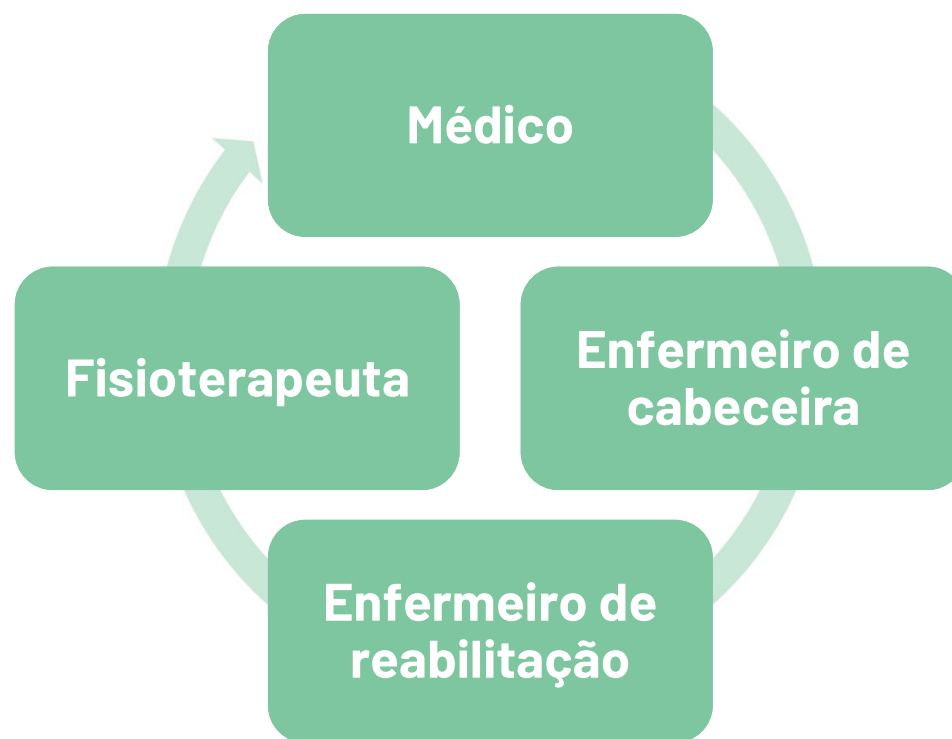 Médico
Fisioterapeuta
Enfermeiro de
cabeceira
Enfermeiro de
reabilitação